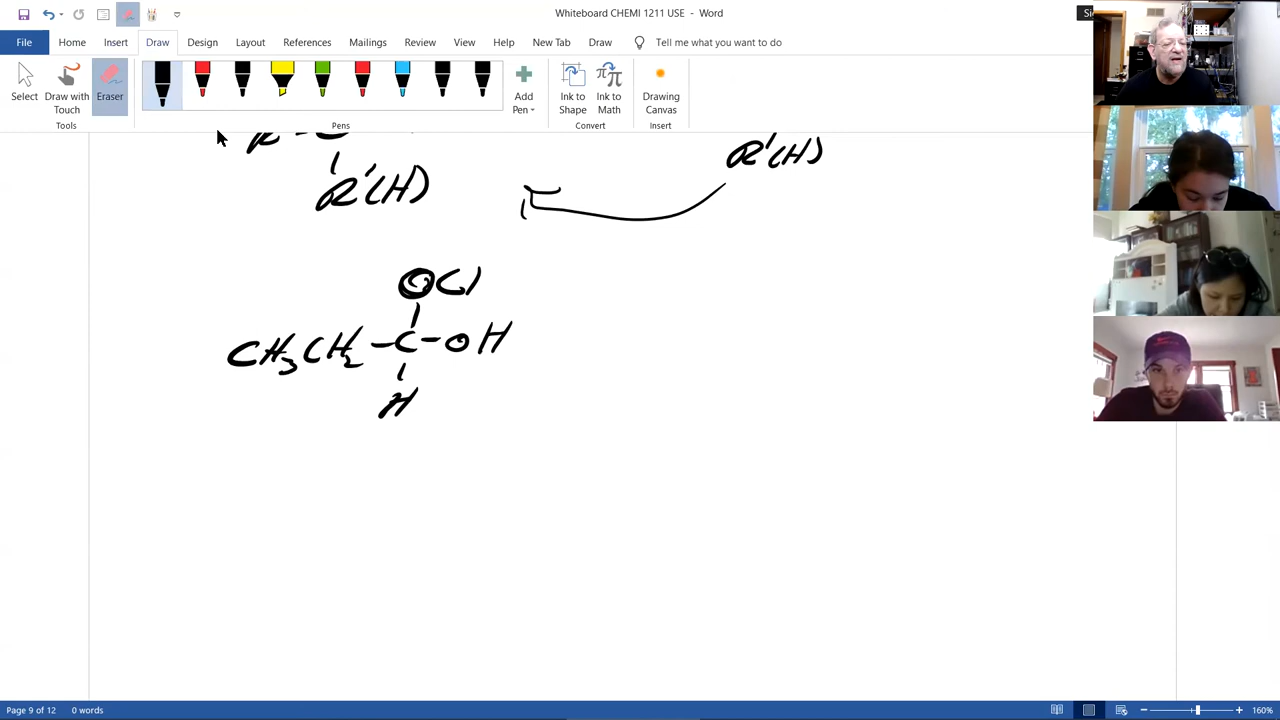 Whiteboard CHEMI 1211 USE - Word
Si
File Home Insert Draw Design Layout References Mailings Review View Help New Tab Draw Tell me what you want to do
Select Draw with Touch Eraser Add Pen Ink to Shape Ink to Math Drawing Canvas
Tools Pens Convert Insert
R'(H)
R'(H)
OCl
CH3CH2-C-OH
H
Page 9 of 12 0 words 160%